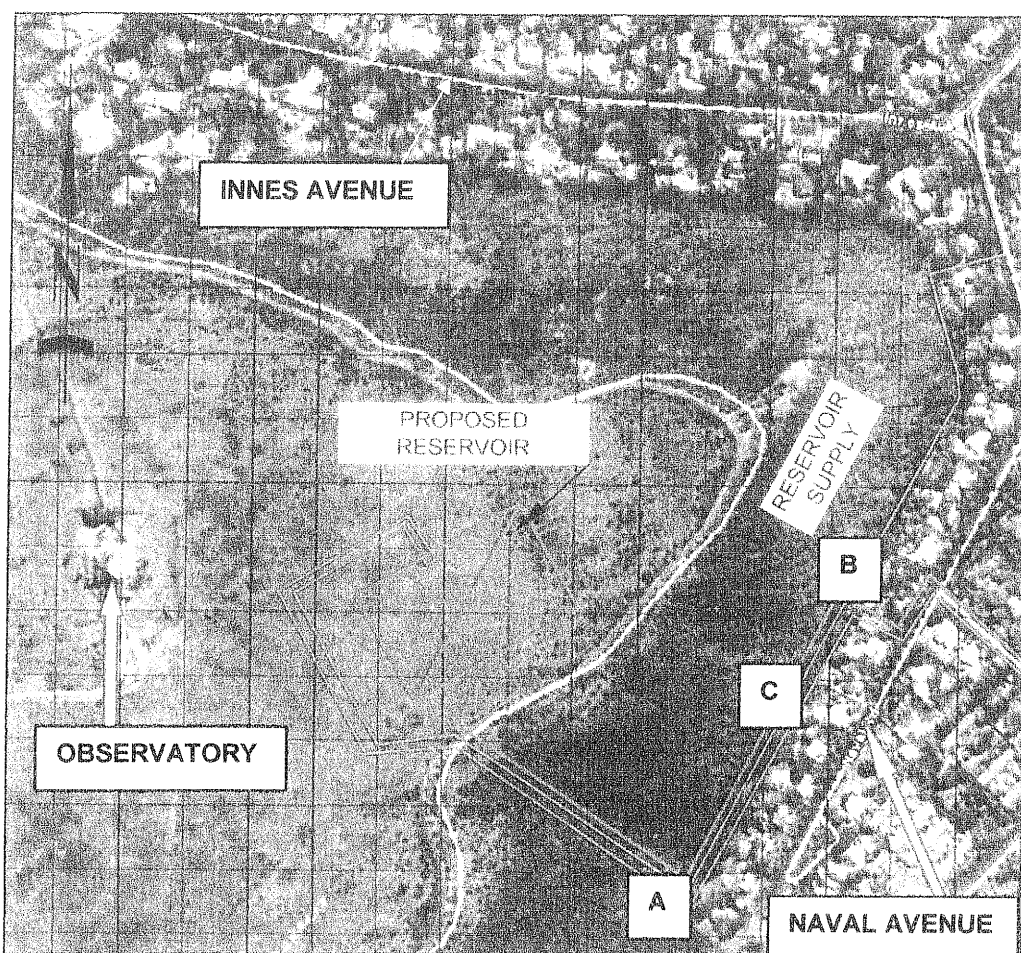 INNES AVENUE
PROPOSED
RESERVOIR
RESERVOIR
SUPPLY
B
C
OBSERVATORY
A
NAVAL AVENUE